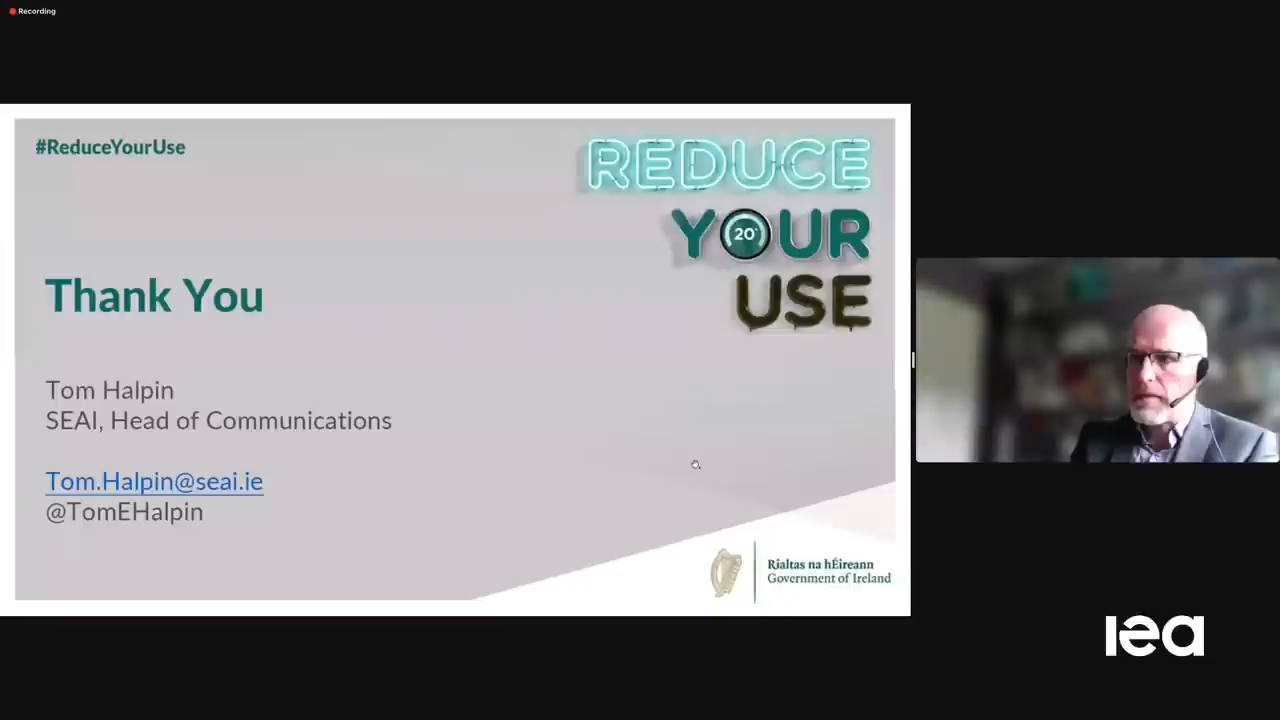 Recording
#ReduceYourUse
REDUCE
YOUR
20°
USE
Thank You
Tom Halpin
SEAI, Head of Communications
Tom.Halpin@seai.ie
@TomEHalpin
Rialtas na hÉireann
Government of Ireland
iea